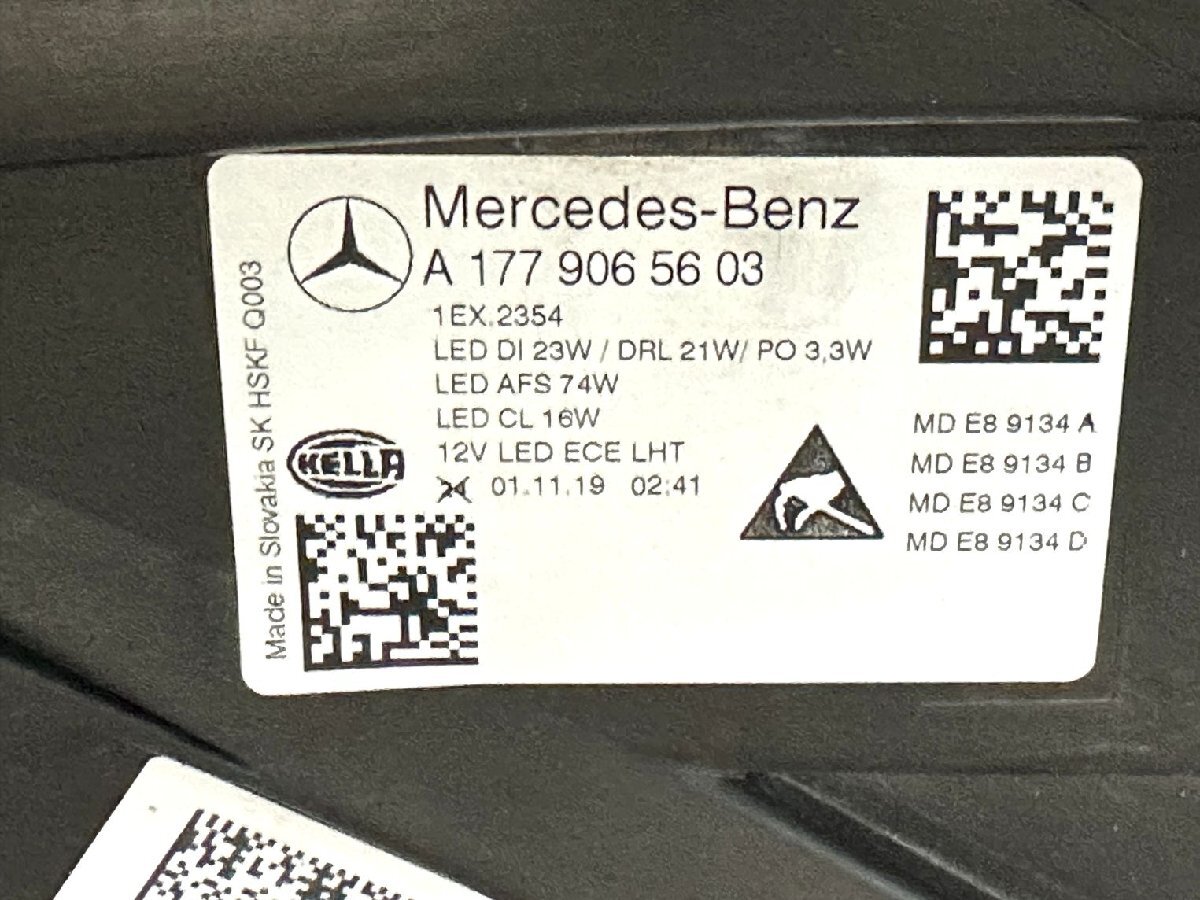 Mercedes-Benz
A 177 906 56 03
1EX.2354
LED DI 23W / DRL 21W/ PO 3,3W
LED AFS 74W
LED CL 16W
12V LED ECE LHT
01.11.19 02:41
HELLA
MD E8 9134 A
MD E8 9134 B
MD E8 9134 C
MD E8 9134 D
Made in Slovakia SK HSKF Q003